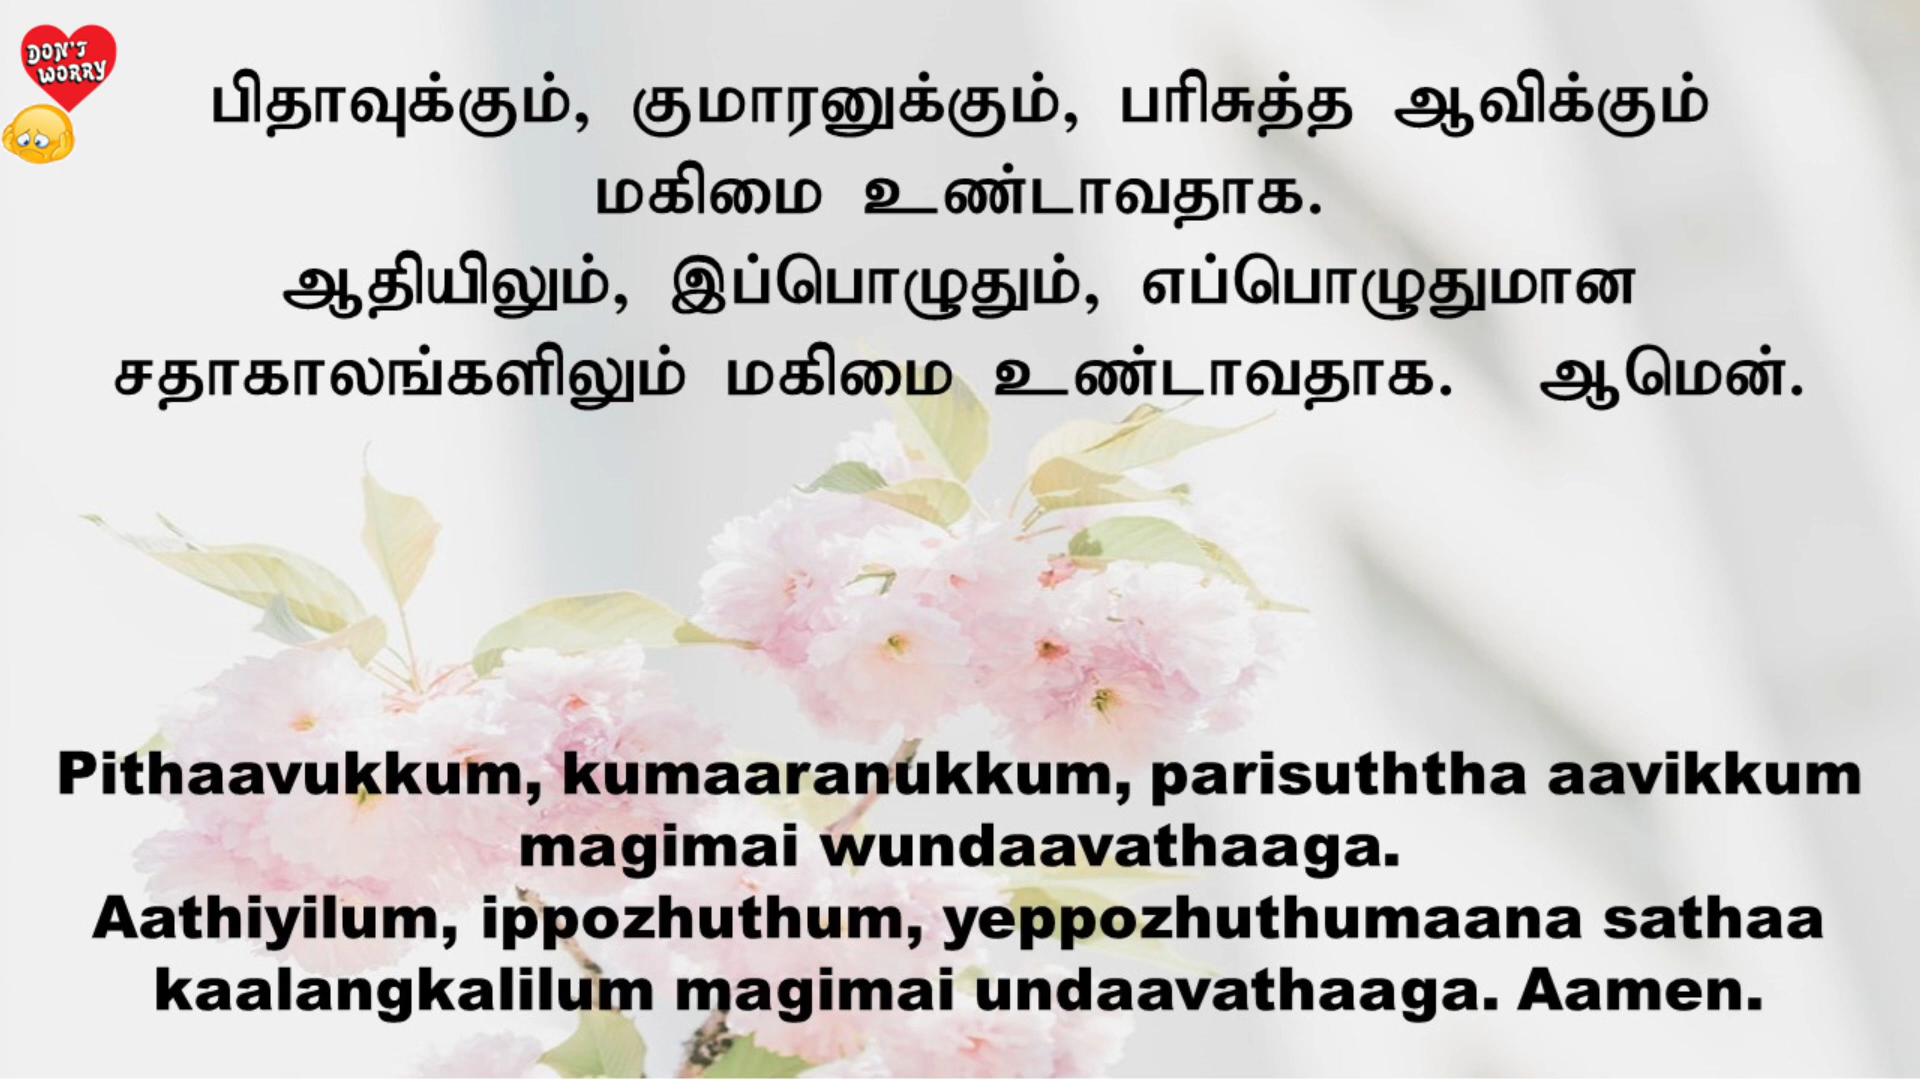 DON'T
WORRY
பிதாவுக்கும், குமாரனுக்கும், பரிசுத்த ஆவிக்கும்
மகிமை உண்டாவதாக.
ஆதியிலும், இப்பொழுதும், எப்பொழுதுமான
சதாகாலங்களிலும் மகிமை உண்டாவதாக. ஆமென்.
Pithaavukkum, kumaaranukkum, parisuththa aavikkum
magimai wundaavathaaga.
Aathiyilum, ippozhuthum, yeppozhuthumaana sathaa
kaalangkalilum magimai undaavathaaga. Aamen.